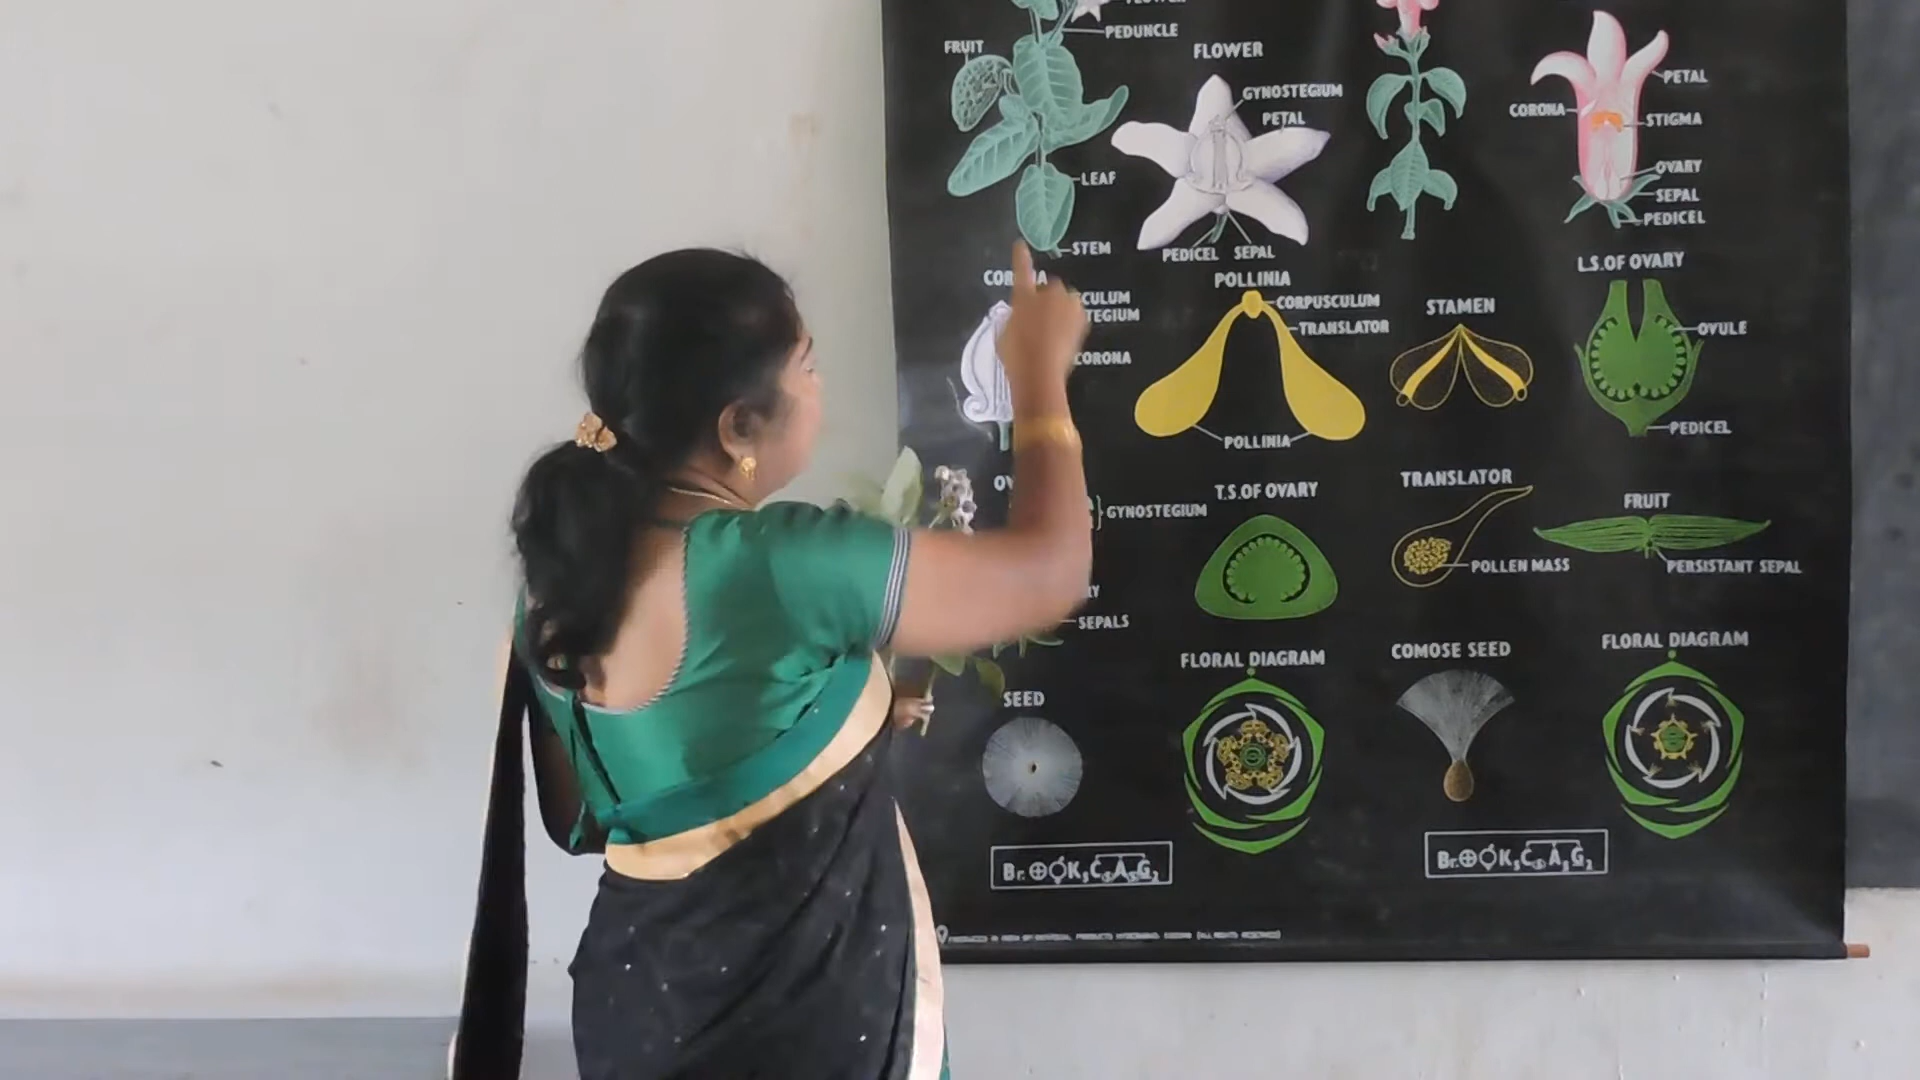 PEDUNCLE
FRUIT
FLOWER
GYNOSTEGIUM
PETAL
LEAF
STEM
PEDICEL SEPAL
PETAL
CORONA
STIGMA
OVARY
SEPAL
PEDICEL
TEGIUM
CORONA
POLLINIA
CORPUSCULUM
TRANSLATOR
POLLINIA
STAMEN
L.S.OF OVARY
OVULE
PEDICEL
GYNOSTEGIUM
SEPALS
T.S.OF OVARY
TRANSLATOR
POLLEN MASS
FRUIT
PERSISTANT SEPAL
SEED
FLORAL DIAGRAM
COMOSE SEED
FLORAL DIAGRAM